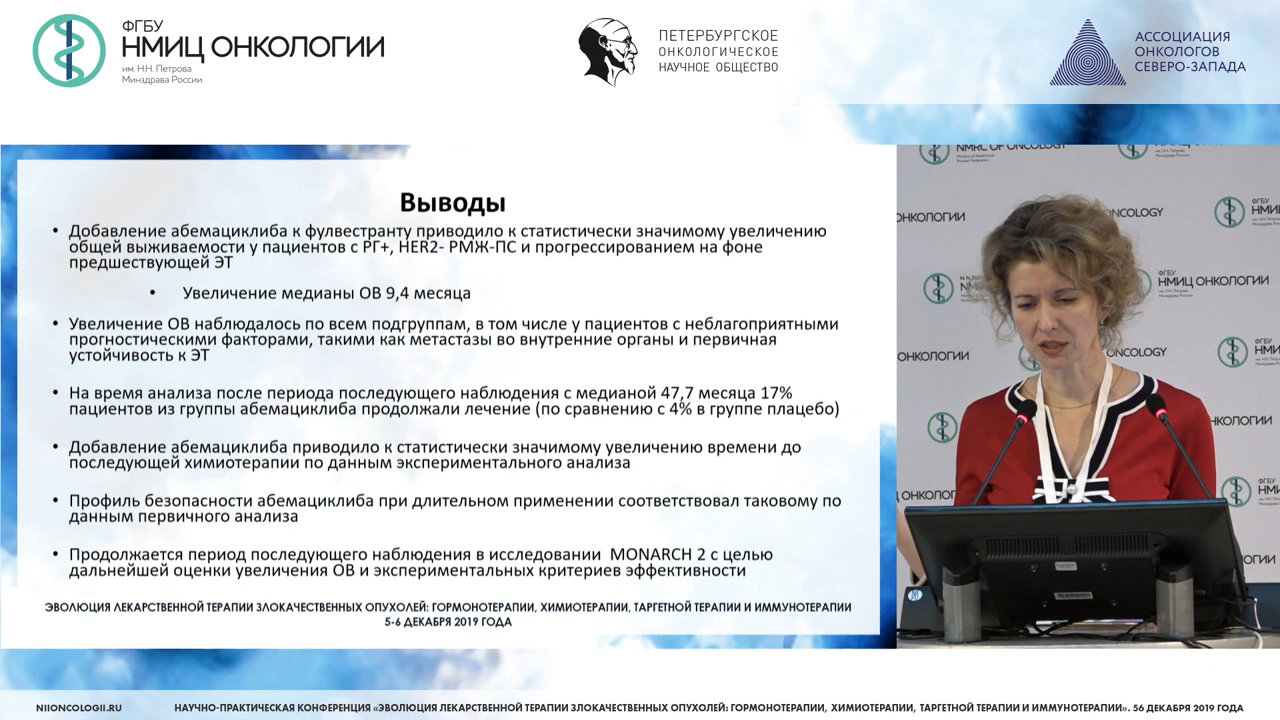 ФГБУ
НМИЦ ОНКОЛОГИИ
им. Н.Н. Петрова
Минздрава России
ПЕТЕРБУРГСКОЕ
ОНКОЛОГИЧЕСКОЕ
НАУЧНОЕ ОБЩЕСТВО
АССОЦИАЦИЯ
ОНКОЛОГОВ
СЕВЕРО-ЗАПАДА
Выводы
• Добавление абемациклиба к фулвестранту приводило к статистически значимому увеличению
общей выживаемости у пациентов с РГ+, HER2- РМЖ-ПС и прогрессированием на фоне
предшествующей ЭТ
• Увеличение медианы ОВ 9,4 месяца
• Увеличение ОВ наблюдалось по всем подгруппам, в том числе у пациентов с неблагоприятными
прогностическими факторами, такими как метастазы во внутренние органы и первичная
устойчивость к ЭТ
• На время анализа после периода последующего наблюдения с медианой 47,7 месяца 17%
пациентов из группы абемациклиба продолжали лечение (по сравнению с 4% в группе плацебо)
• Добавление абемациклиба приводило к статистически значимому увеличению времени до
последующей химиотерапии по данным экспериментального анализа
• Профиль безопасности абемациклиба при длительном применении соответствовал таковому по
данным первичного анализа
• Продолжается период последующего наблюдения в исследовании MONARCH 2 с целью
дальнейшей оценки увеличения ОВ и экспериментальных критериев эффективности
ЭВОЛЮЦИЯ ЛЕКАРСТВЕННОЙ ТЕРАПИИ ЗЛОКАЧЕСТВЕННЫХ ОПУХОЛЕЙ: ГОРМОНОТЕРАПИИ, ХИМИОТЕРАПИИ, ТАРГЕТНОЙ ТЕРАПИИ И ИММУНОТЕРАПИИ
5-6 ДЕКАБРЯ 2019 ГОДА
NMRC OF ONCOLOGY
ФГБУ
НМИЦ ОНКОЛОГИИ
NIIONCOLOGII.RU
НАУЧНО-ПРАКТИЧЕСКАЯ КОНФЕРЕНЦИЯ «ЭВОЛЮЦИЯ ЛЕКАРСТВЕННОЙ ТЕРАПИИ ЗЛОКАЧЕСТВЕННЫХ ОПУХОЛЕЙ: ГОРМОНОТЕРАПИИ, ХИМИОТЕРАПИИ, ТАРГЕТНОЙ ТЕРАПИИ И ИММУНОТЕРАПИИ». 56 ДЕКАБРЯ 2019 ГОДА